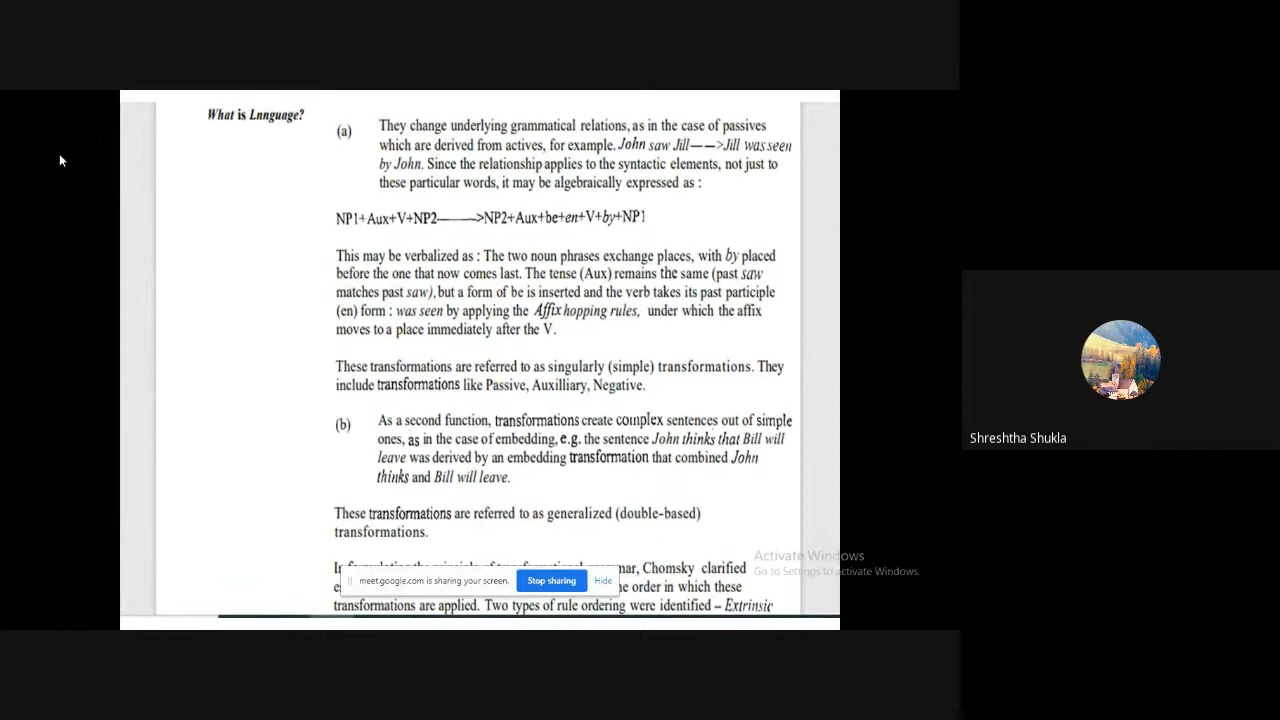 What is Lnnguage?
(a) They change underlying grammatical relations, as in the case of passives
which are derived from actives, for example. John saw Jill——>Jill was seen
by John. Since the relationship applies to the syntactic elements, not just to
these particular words, it may be algebraically expressed as :
NP1+Aux+V+NP2———>NP2+Aux+be+en+V+by+NP1
This may be verbalized as : The two noun phrases exchange places, with by placed
before the one that now comes last. The tense (Aux) remains the same (past saw
matches past saw), but a form of be is inserted and the verb takes its past participle
(en) form : was seen by applying the Affix hopping rules, under which the affix
moves to a place immediately after the V.
These transformations are referred to as singularly (simple) transformations. They
include transformations like Passive, Auxilliary, Negative.
(b) As a second function, transformations create complex sentences out of simple
ones, as in the case of embedding, e.g. the sentence John thinks that Bill will
leave was derived by an embedding transformation that combined John
thinks and Bill will leave.
These transformations are referred to as generalized (double-based)
transformations.
mar, Chomsky clarified
order in which these
transformations are applied. Two types of rule ordering were identified – Extrinsic
meet.google.com is sharing your screen. Stop sharing Hide
Activate Windows
Go to Settings to activate Windows.
Shreshtha Shukla